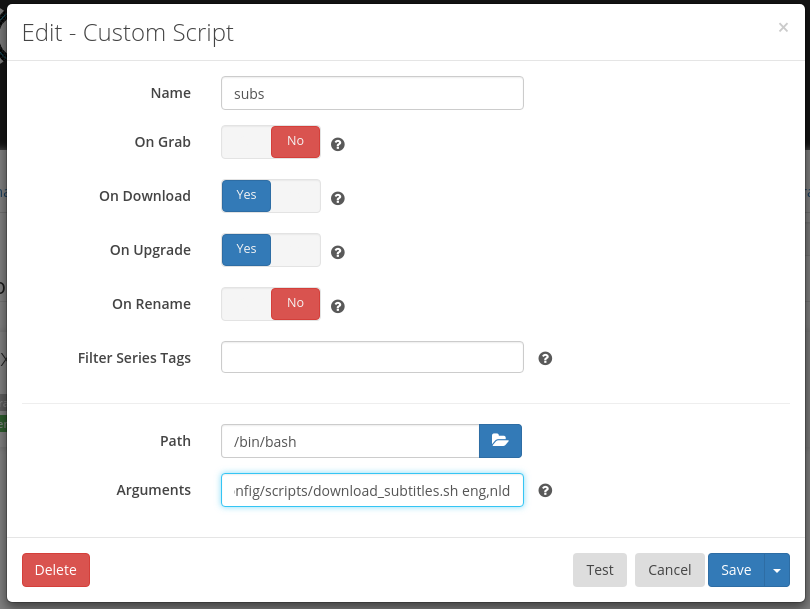 Edit - Custom Script
×
Name
subs
On Grab
No
On Download
Yes
On Upgrade
Yes
On Rename
No
Filter Series Tags
Path
/bin/bash
Arguments
nfig/scripts/download_subtitles.sh eng,nld
Delete
Test
Cancel
Save